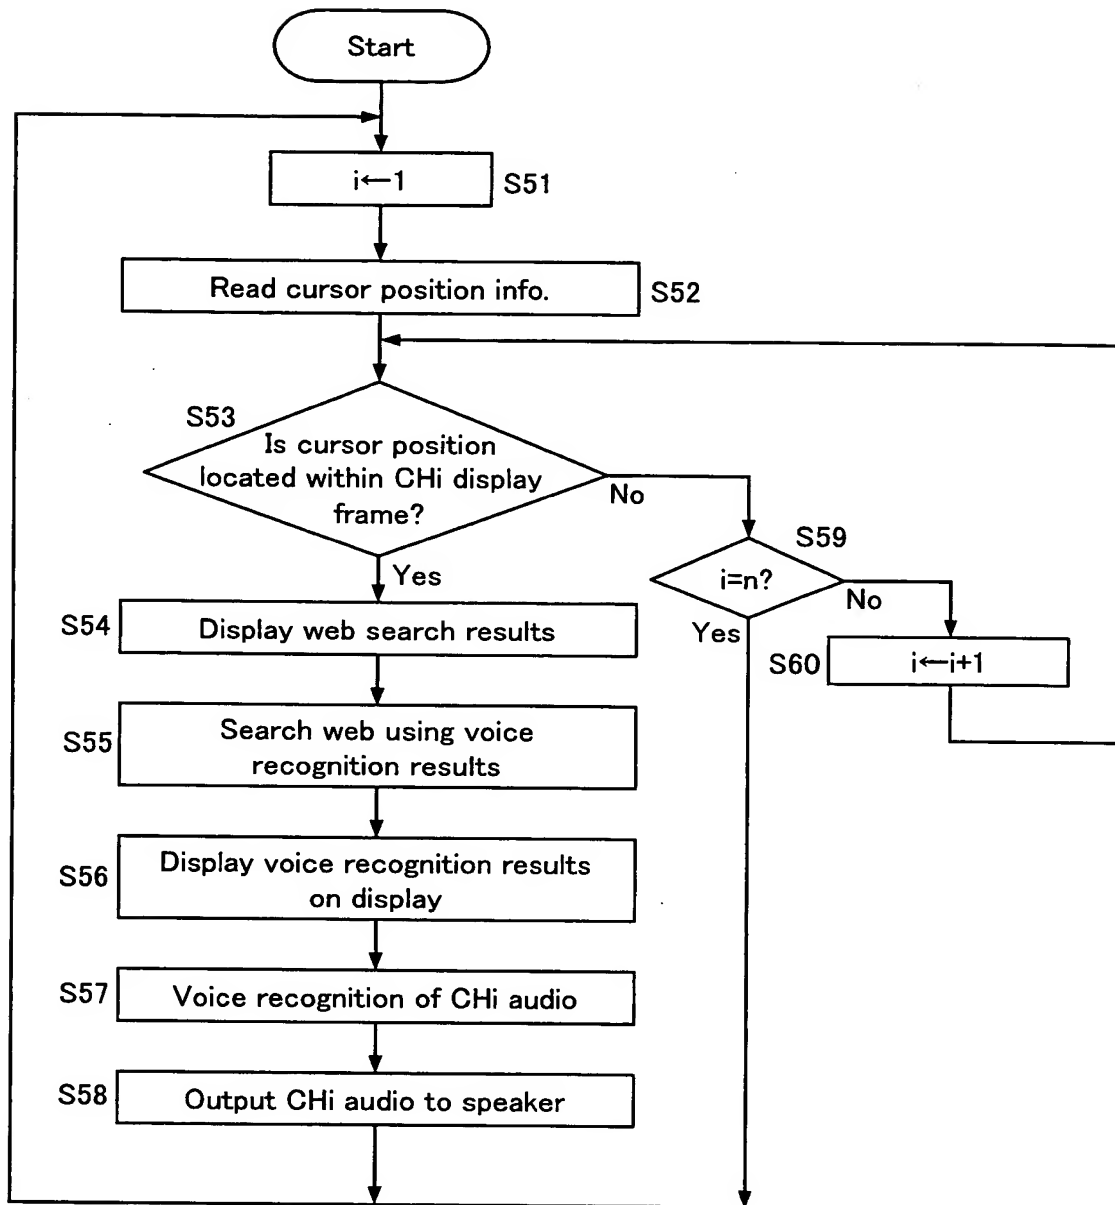 Start
i←1
S51
Read cursor position info.
S52
S53
Is cursor position
located within CHi display
frame?
No
Yes
S59
i=n?
No
Yes
S60
i←i+1
S54
Display web search results
S55
Search web using voice
recognition results
S56
Display voice recognition results
on display
S57
Voice recognition of CHi audio
S58
Output CHi audio to speaker